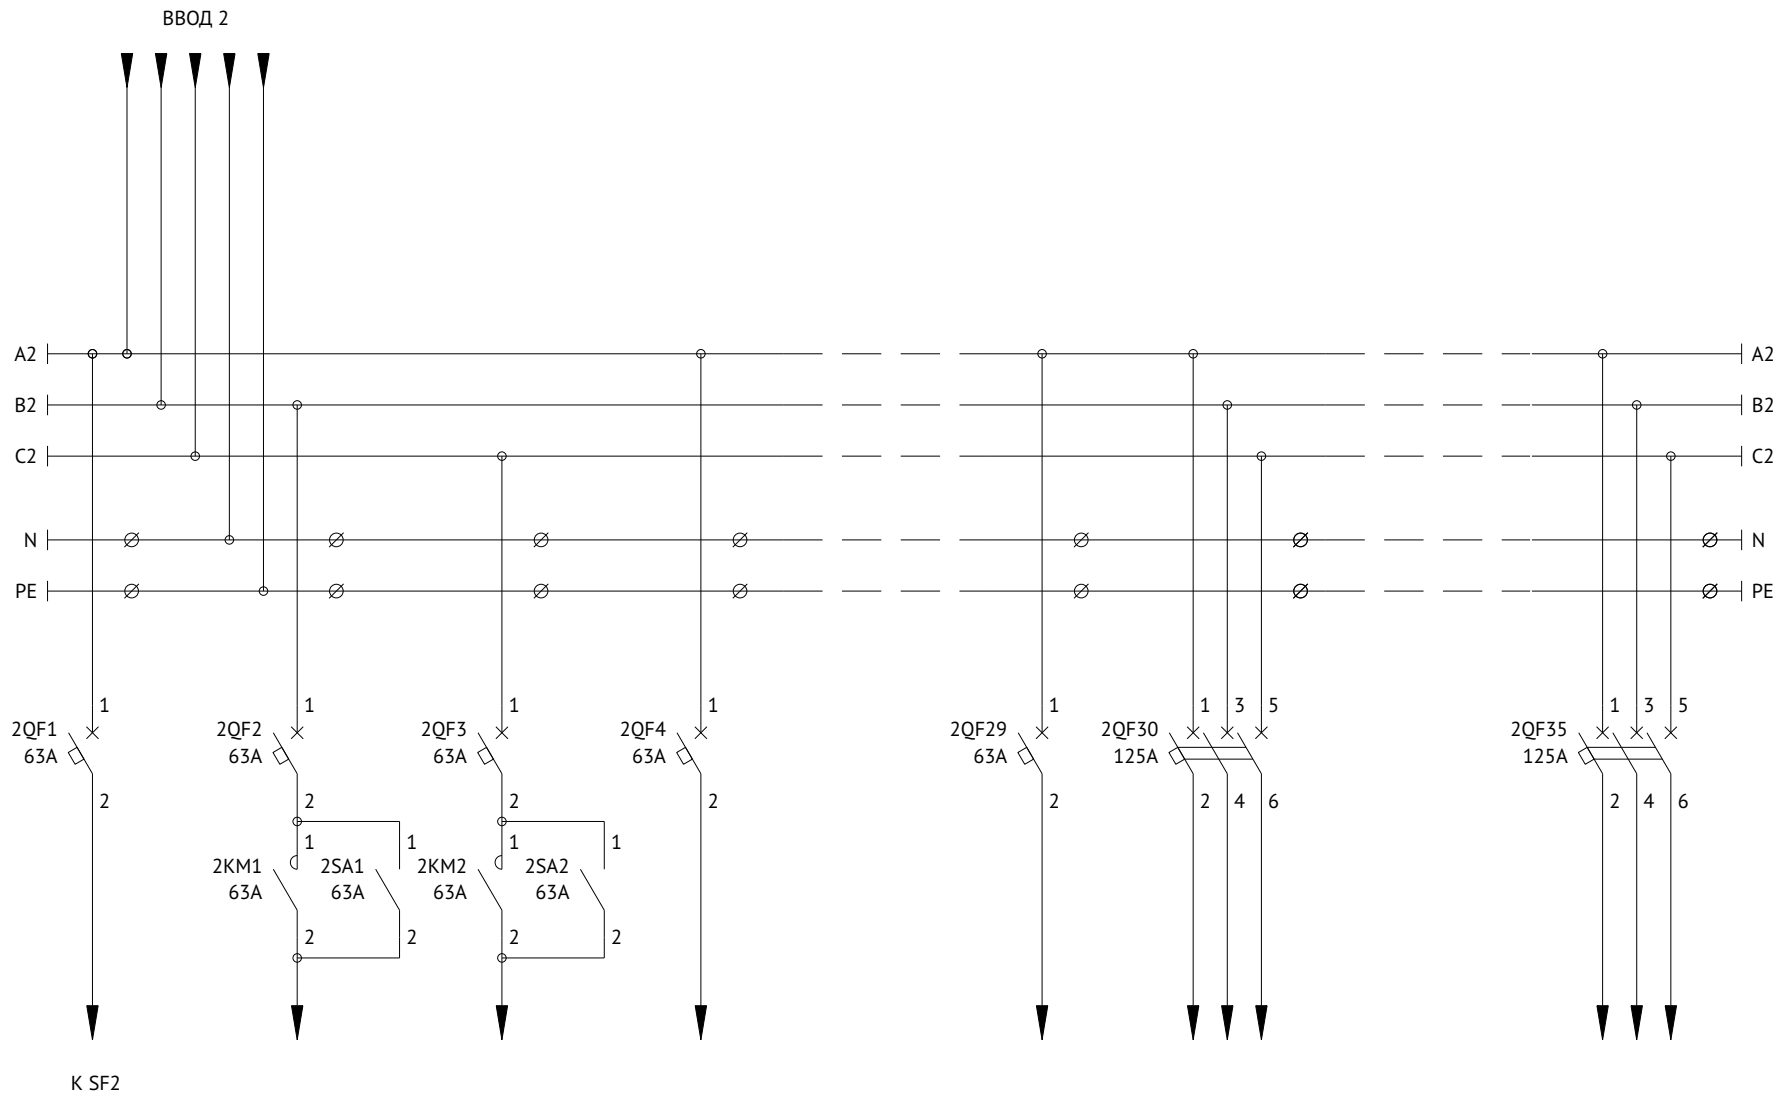 ВВОД 2
A2 A2
B2 B2
C2 C2
N N
PE PE
1 1 1 1 1 1 3 5 1 3 5
2QF1 2QF2 2QF3 2QF4 2QF29 2QF30 2QF35
63A 63A 63A 63A 63A 125A 125A
2 2 2 2 2 2 4 6 2 4 6
1 1 1 1
2KM1 2SA1 2KM2 2SA2
63A 63A 63A 63A
2 2 2 2
К SF2